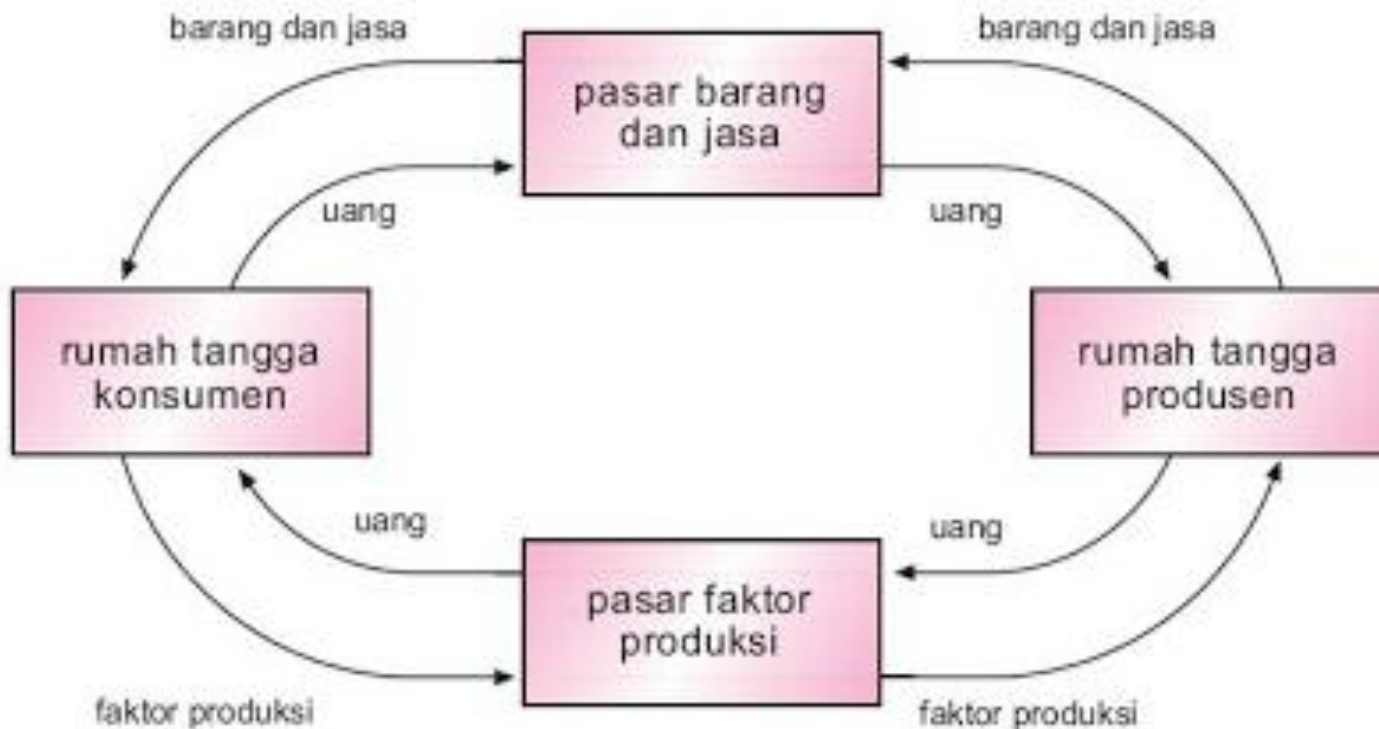 barang dan jasa
barang dan jasa
pasar barang
dan jasa
uang
uang
rumah tangga
konsumen
rumah tangga
produsen
uang
uang
pasar faktor
produksi
faktor produksi
faktor produksi